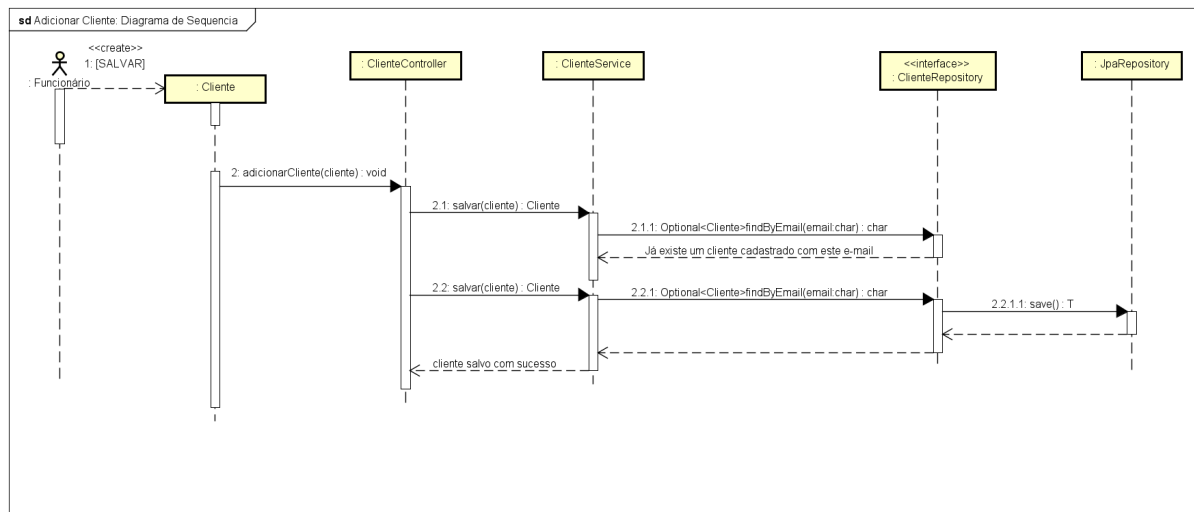 sd Adicionar Cliente: Diagrama de Sequencia
<<create>>
1: [SALVAR]
: Funcionário
: Cliente
: ClienteController
: ClienteService
<<interface>>
: ClienteRepository
: JpaRepository
2: adicionarCliente(cliente) : void
2.1: salvar(cliente) : Cliente
2.1.1: Optional<Cliente>findByEmail(email:char) : char
Já existe um cliente cadastrado com este e-mail
2.2: salvar(cliente) : Cliente
2.2.1: Optional<Cliente>findByEmail(email:char) : char
2.2.1.1: save() : T
cliente salvo com sucesso